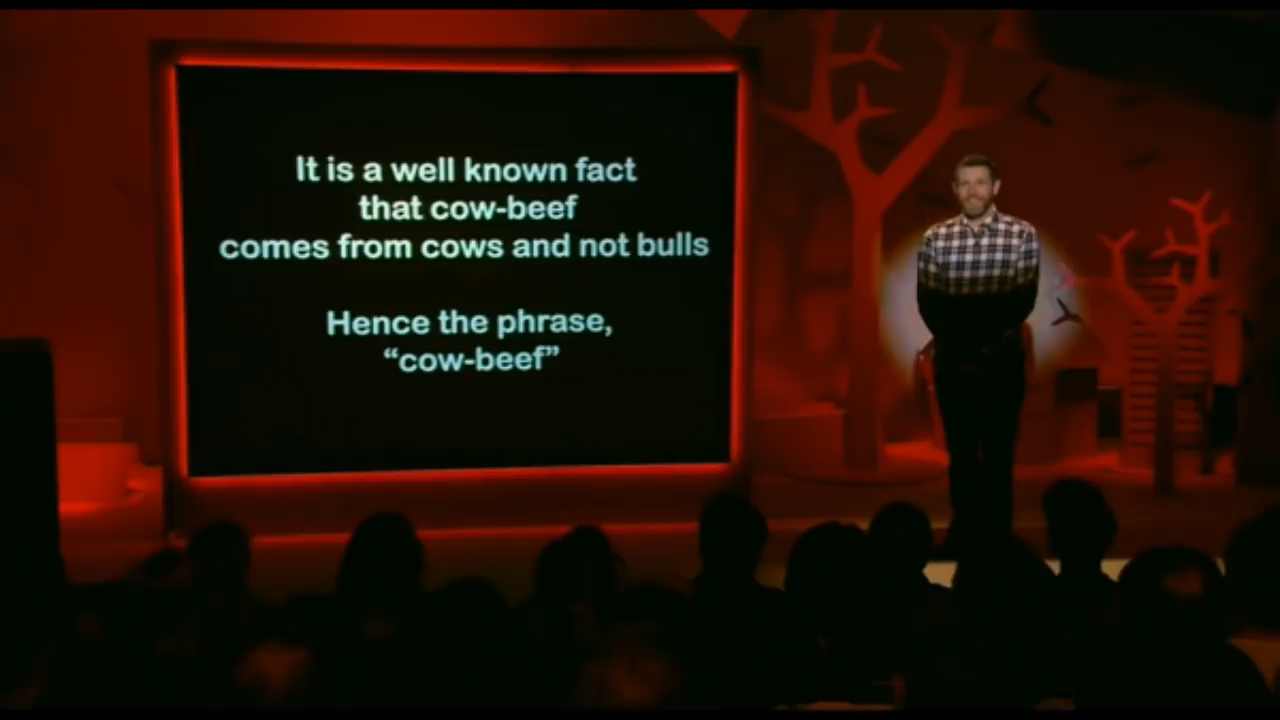 It is a well known fact
that cow-beef
comes from cows and not bulls
Hence the phrase,
“cow-beef”